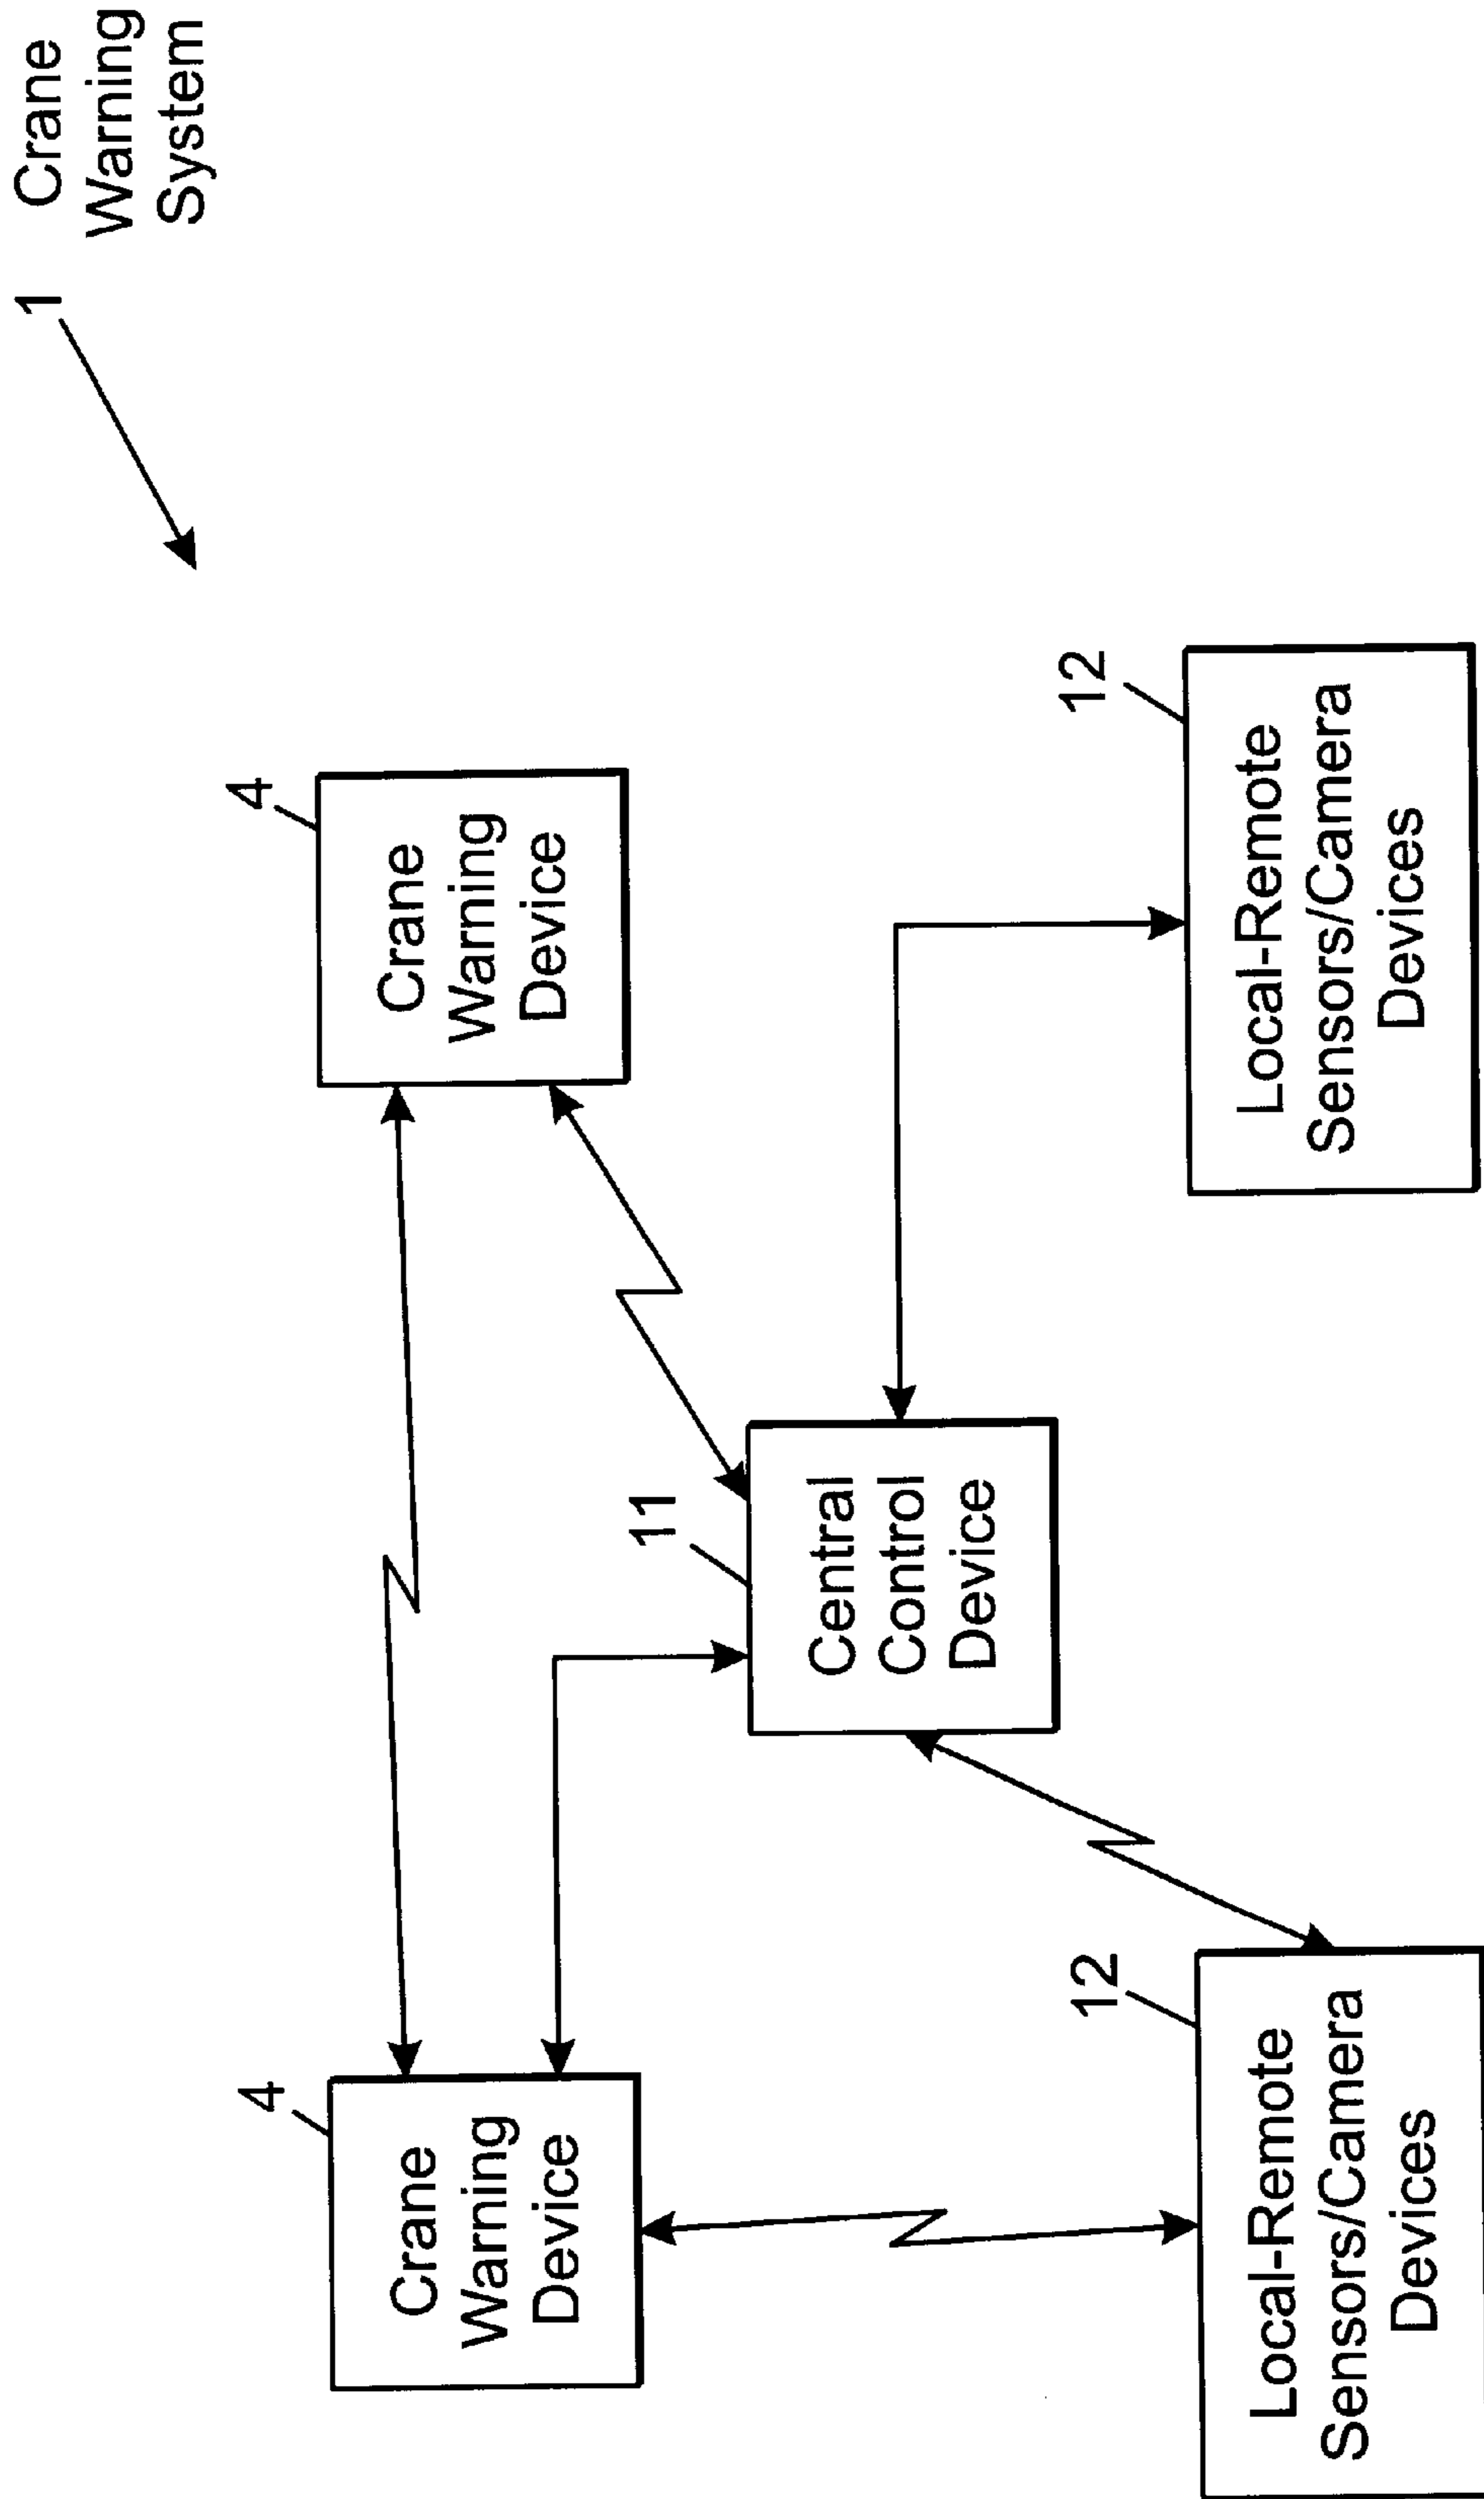 1
Crane
Warning
System
4
Crane
Warning
Device
4
Crane
Warning
Device
11
Central
Control
Device
12
Local-Remote
Sensors/Camera
Devices
12
Local-Remote
Sensors/Camera
Devices